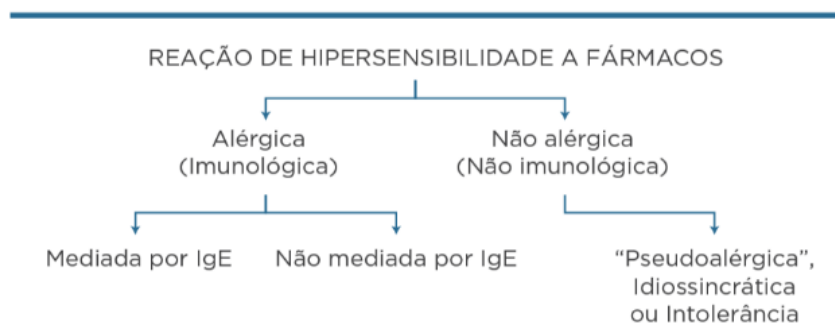 REAÇÃO DE HIPERSENSIBILIDADE A FÁRMACOS
Alérgica
(Imunológica)
Não alérgica
(Não imunológica)
Mediada por IgE
Não mediada por IgE
“Pseudoalérgica”,
Idiossincrática
ou Intolerância